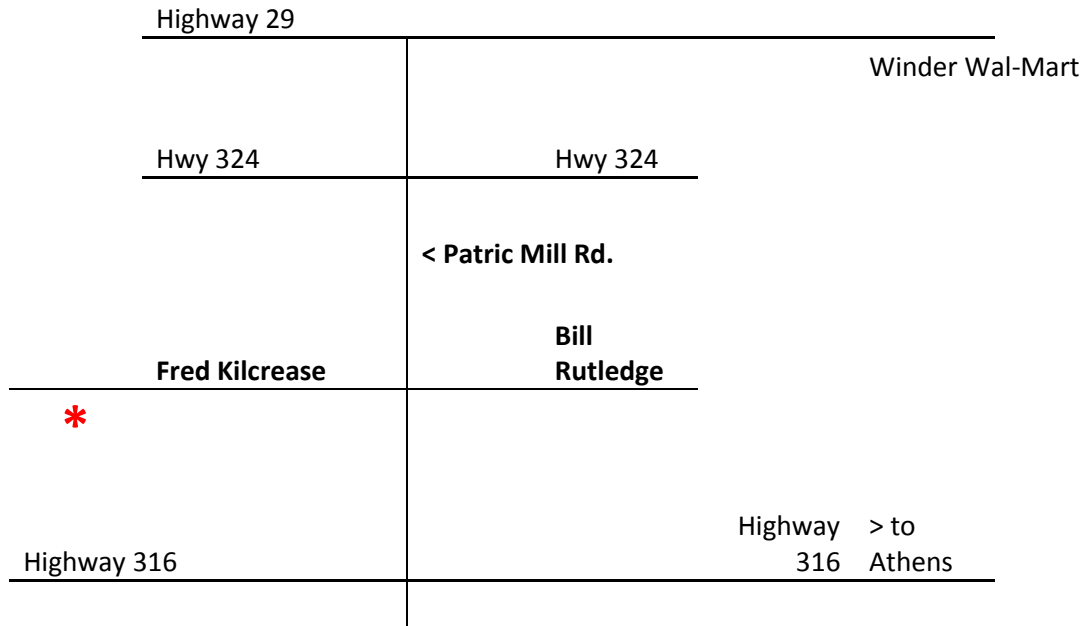 Highway 29
Winder Wal-Mart
Hwy 324 Hwy 324
< Patric Mill Rd.
Bill
Fred Kilcrease Rutledge
*
Highway > to
Highway 316 316 Athens